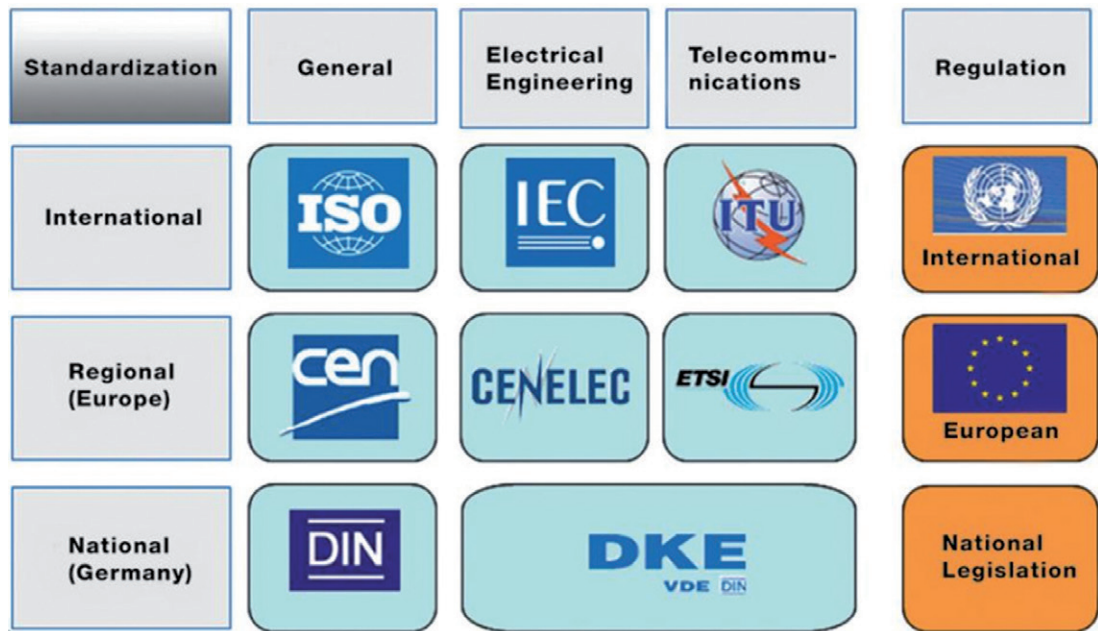 Standardization
General
Electrical
Engineering
Telecommu-
nications
Regulation
International
ISO
IEC
ITU
International
Regional
(Europe)
cen
CENELEC
ETSI
European
National
(Germany)
DIN
DKE
VDE DIN
National
Legislation